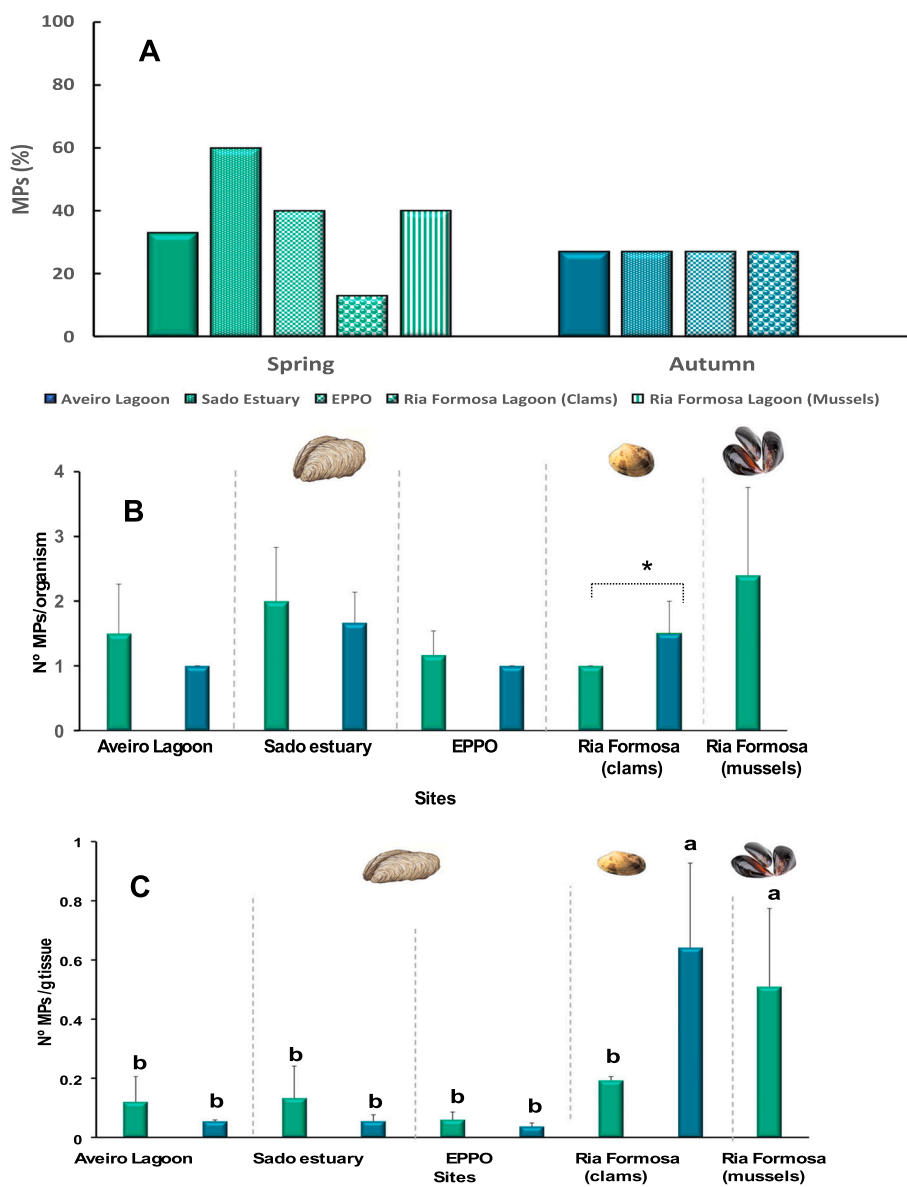 A
MPs (%)
100
80
60
40
20
0
Spring
Autumn
Aveiro Lagoon Sado Estuary EPPO Ria Formosa Lagoon (Clams) Ria Formosa Lagoon (Mussels)
B
Nº MPs/organism
4
3
2
1
0
*
Aveiro Lagoon
Sado estuary
EPPO
Ria Formosa
(clams)
Ria Formosa
(mussels)
Sites
C
Nº MPs/gtissue
1
0.8
0.6
0.4
0.2
0
b
b
b
b
b
b
b
a
a
Aveiro Lagoon
Sado estuary
EPPO
Ria Formosa
(clams)
Ria Formosa
(mussels)
Sites